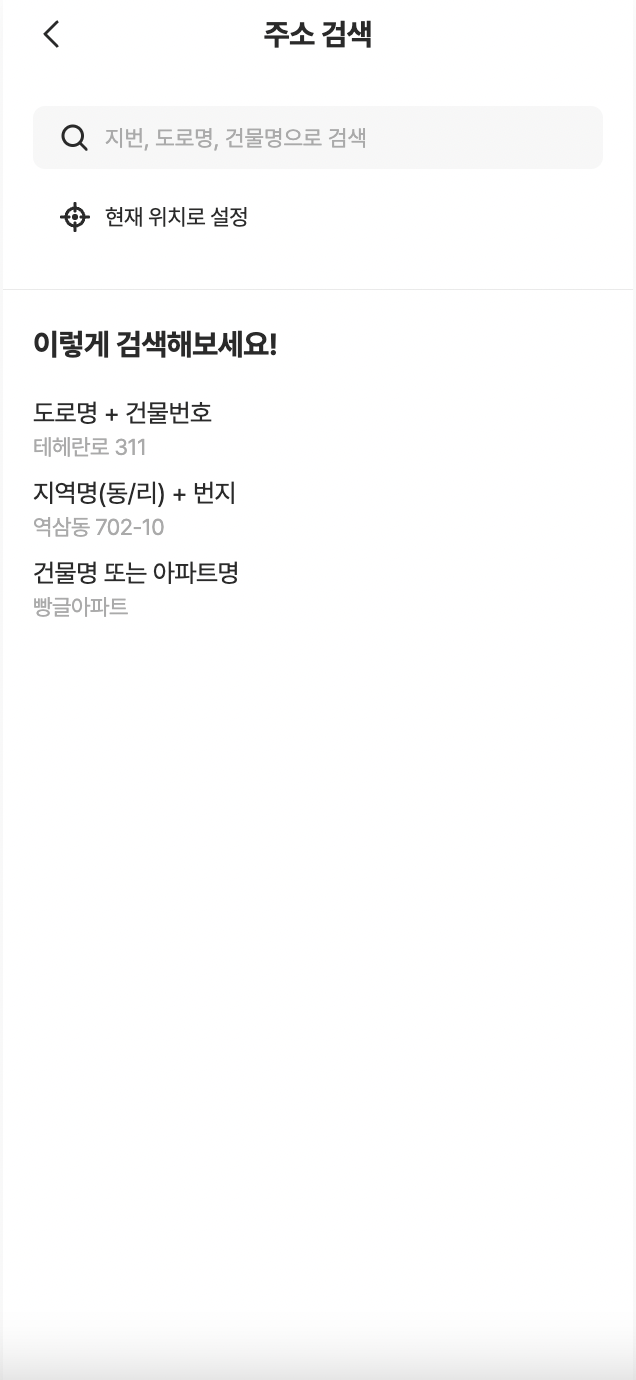 주소 검색
지번, 도로명, 건물명으로 검색
현재 위치로 설정
이렇게 검색해보세요!
도로명 + 건물번호
테헤란로 311
지역명(동/리) + 번지
역삼동 702-10
건물명 또는 아파트명
빵글아파트